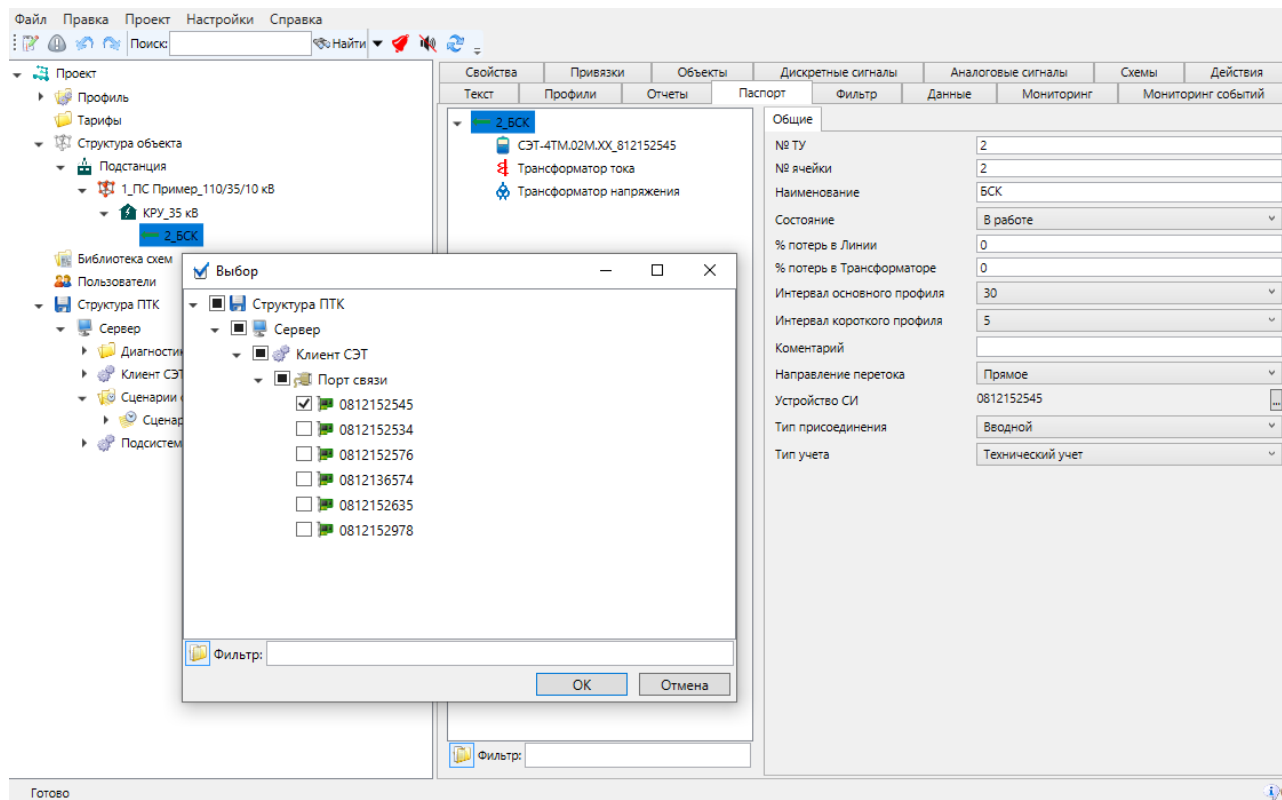 Файл Правка Проект Настройки Справка
Поиск: Найти
Проект
Профиль
Тарифы
Структура объекта
Подстанция
1_ПС Пример_110/35/10 кВ
КРУ_35 кВ
2_БСК
Библиотека схем
Пользователи
Структура ПТК
Сервер
Диагности
Клиент СЭТ
Сценарии
Сценар
Подсистем
Свойства Привязки Объекты Дискретные сигналы Аналоговые сигналы Схемы Действия
Текст Профили Отчеты Паспорт Фильтр Данные Мониторинг Мониторинг событий
2_БСК
СЭТ-4ТМ.02М.XX_812152545
Трансформатор тока
Трансформатор напряжения
Фильтр:
Общие
№ ТУ 2
№ ячейки 2
Наименование БСК
Состояние В работе
% потерь в Линии 0
% потерь в Трансформаторе 0
Интервал основного профиля 30
Интервал короткого профиля 5
Коментарий
Направление перетока Прямое
Устройство СИ 0812152545 ...
Тип присоединения Вводной
Тип учета Технический учет
Выбор
Структура ПТК
Сервер
Клиент СЭТ
Порт связи
0812152545
0812152534
0812152576
0812136574
0812152635
0812152978
Фильтр:
ОК Отмена
Готово